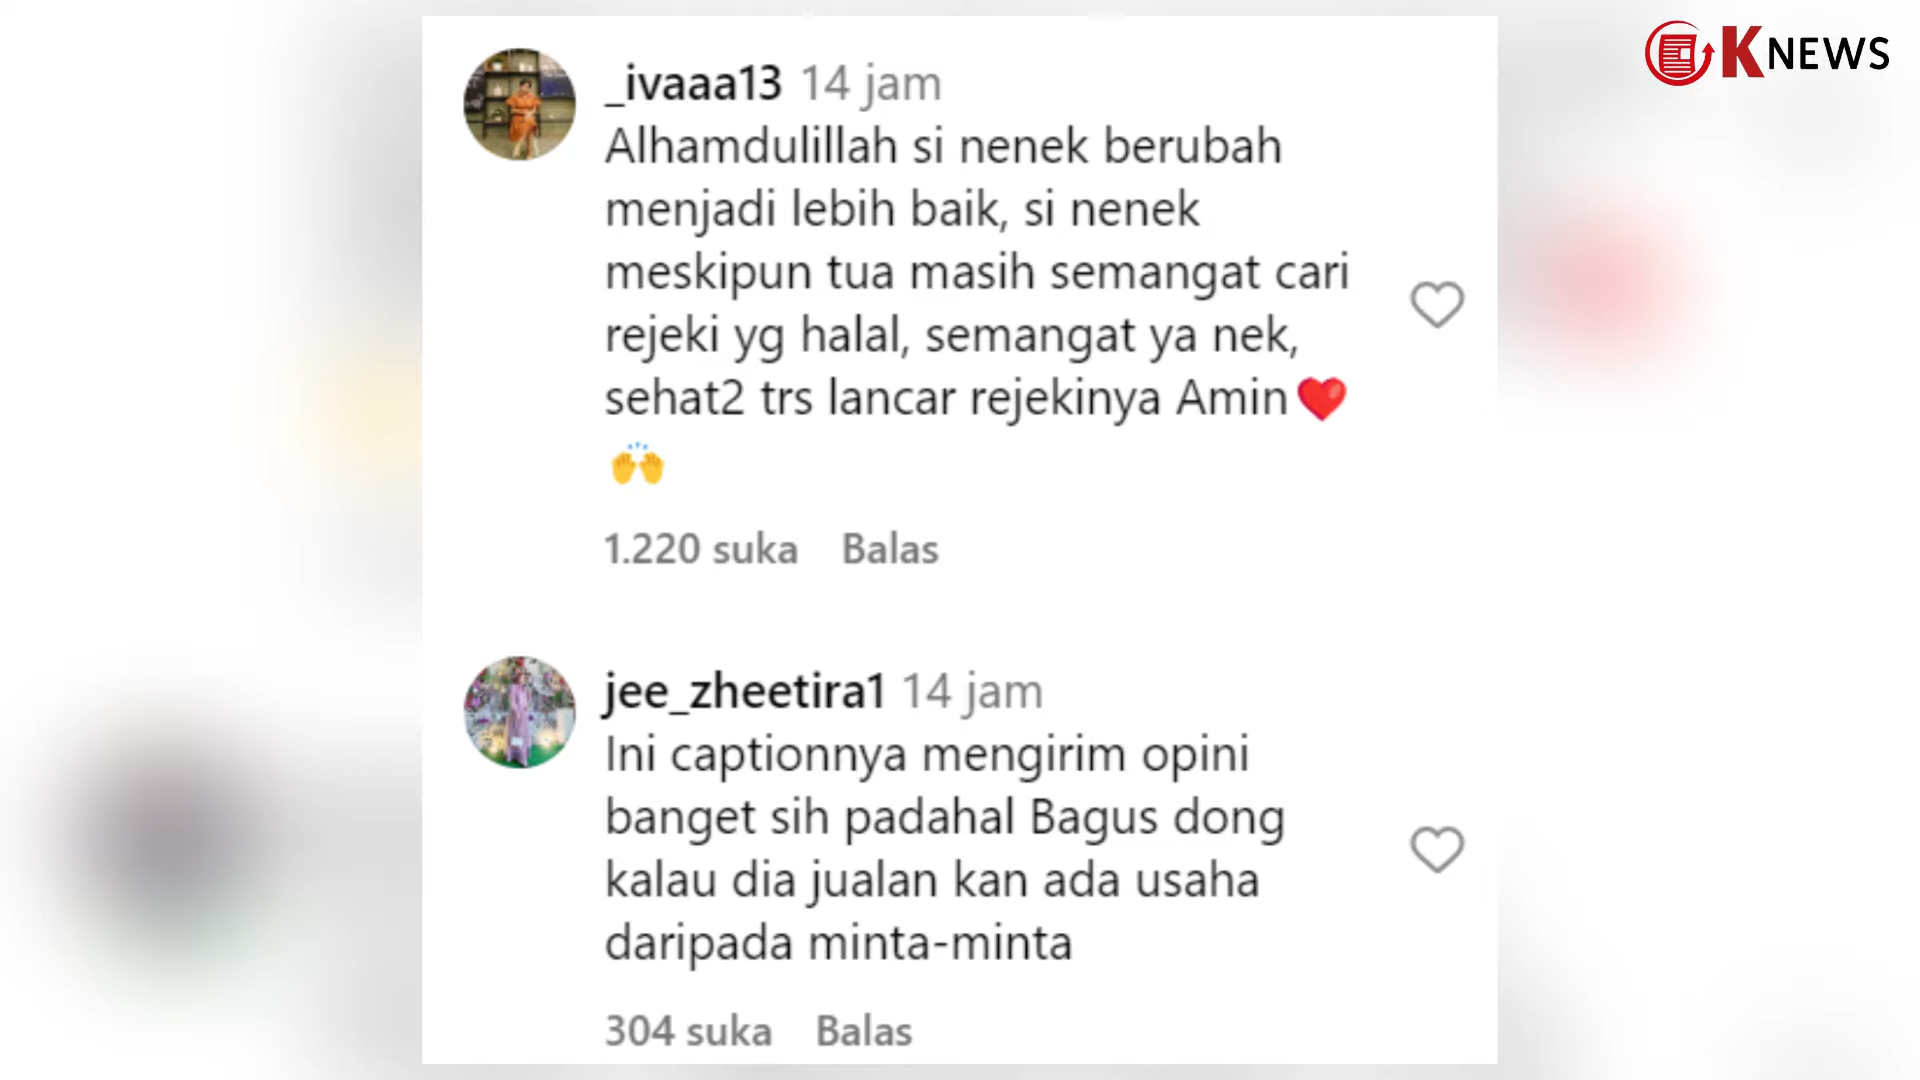 KNEWS
_ivaaa13 14 jam
Alhamdulillah si nenek berubah
menjadi lebih baik, si nenek
meskipun tua masih semangat cari
rejeki yg halal, semangat ya nek,
sehat2 trs lancar rejekinya Amin❤️
🙌
1.220 suka Balas
jee_zheetira1 14 jam
Ini captionnya mengirim opini
banget sih padahal Bagus dong
kalau dia jualan kan ada usaha
daripada minta-minta
304 suka Balas